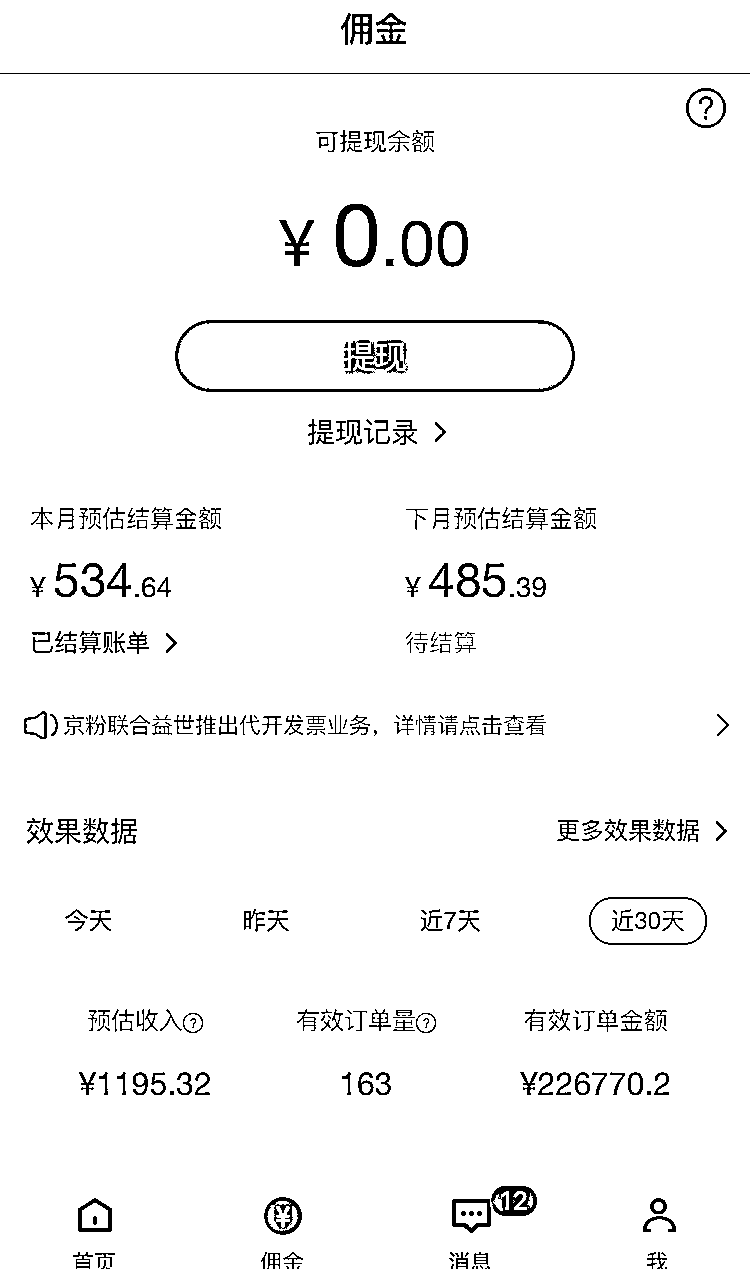 佣金
?
可提现余额
¥ 0.00
提现
提现记录 >
本月预估结算金额 下月预估结算金额
¥ 534.64 ¥ 485.39
已结算账单 > 待结算
京粉联合益世推出代开发票业务，详情请点击查看 >
效果数据 更多效果数据 >
今天 昨天 近7天 近30天
预估收入? 有效订单量? 有效订单金额
¥1195.32 163 ¥226770.2
12
首页 佣金 消息 我